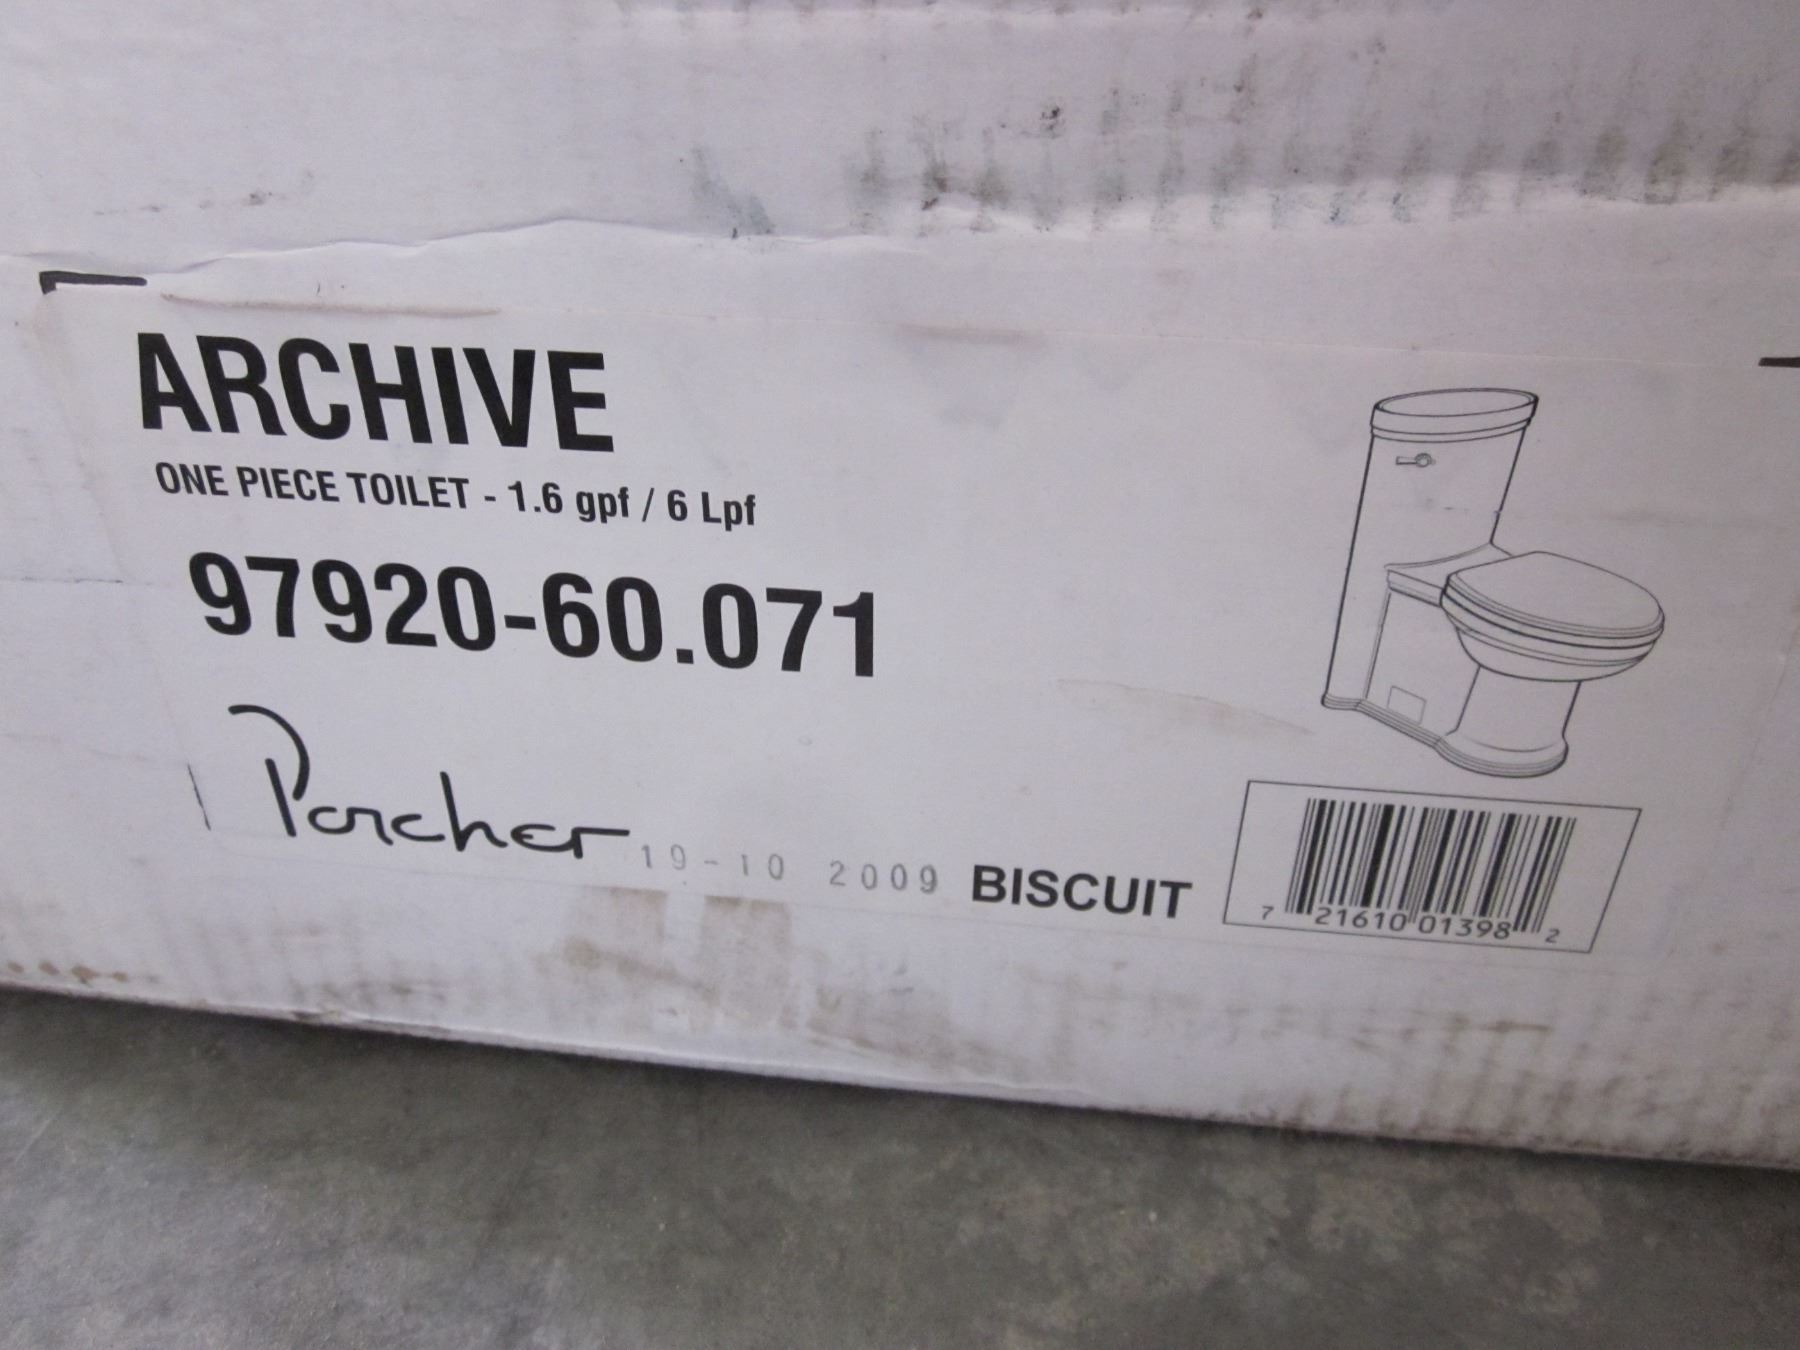 ARCHIVE
ONE PIECE TOILET - 1.6 gpf / 6 Lpf
97920-60.071
Porcher
19-10 2009
BISCUIT
7 21610 01398 2